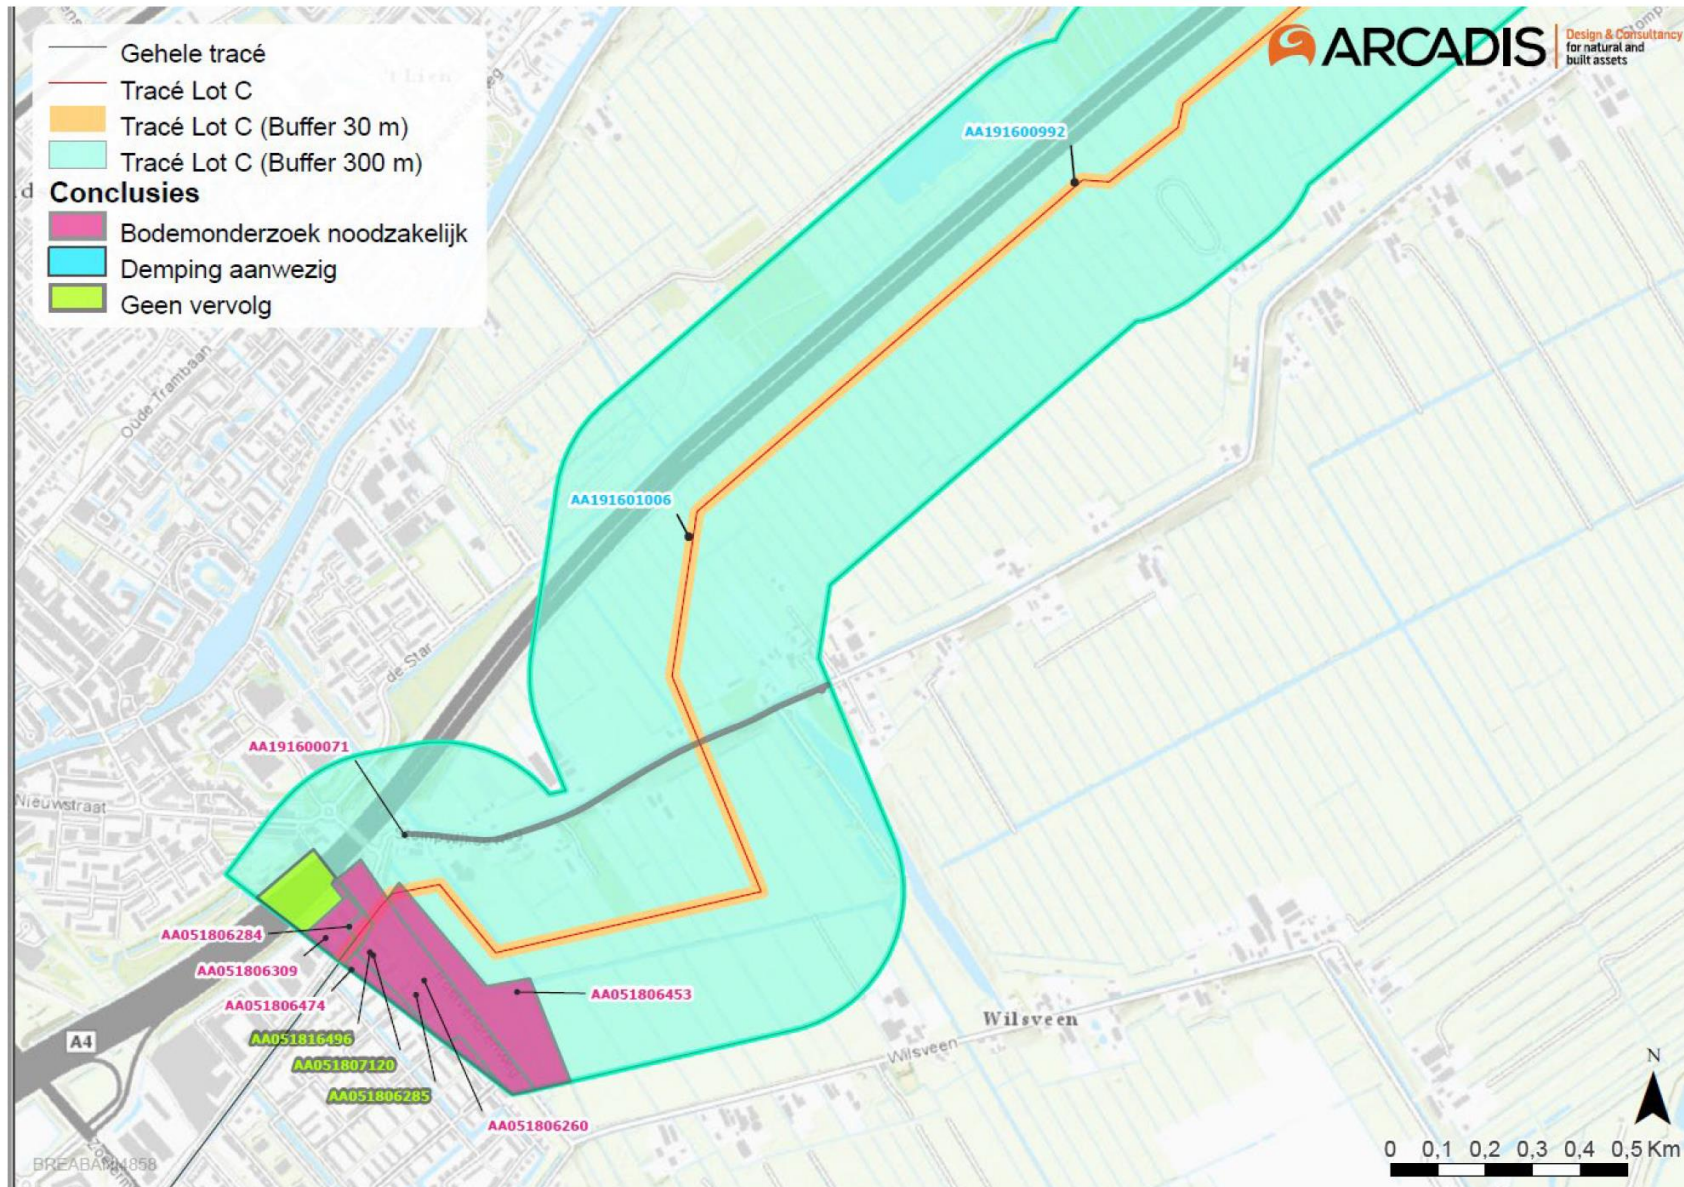 Gehele tracé
Tracé Lot C
Tracé Lot C (Buffer 30 m)
Tracé Lot C (Buffer 300 m)
Conclusies
Bodemonderzoek noodzakelijk
Demping aanwezig
Geen vervolg
ARCADIS
Design & Consultancy
for natural and
built assets
AA191600992
Oude Trambaan
AA191601006
de Star
AA191600071
Nieuwstraat
AA051806284
AA051806309
AA051806474
AA051806453
AA051816496
AA051807120
AA051806285
AA051806260
Wilsveen
Wilsveen
A4
N
0 0,1 0,2 0,3 0,4 0,5 Km